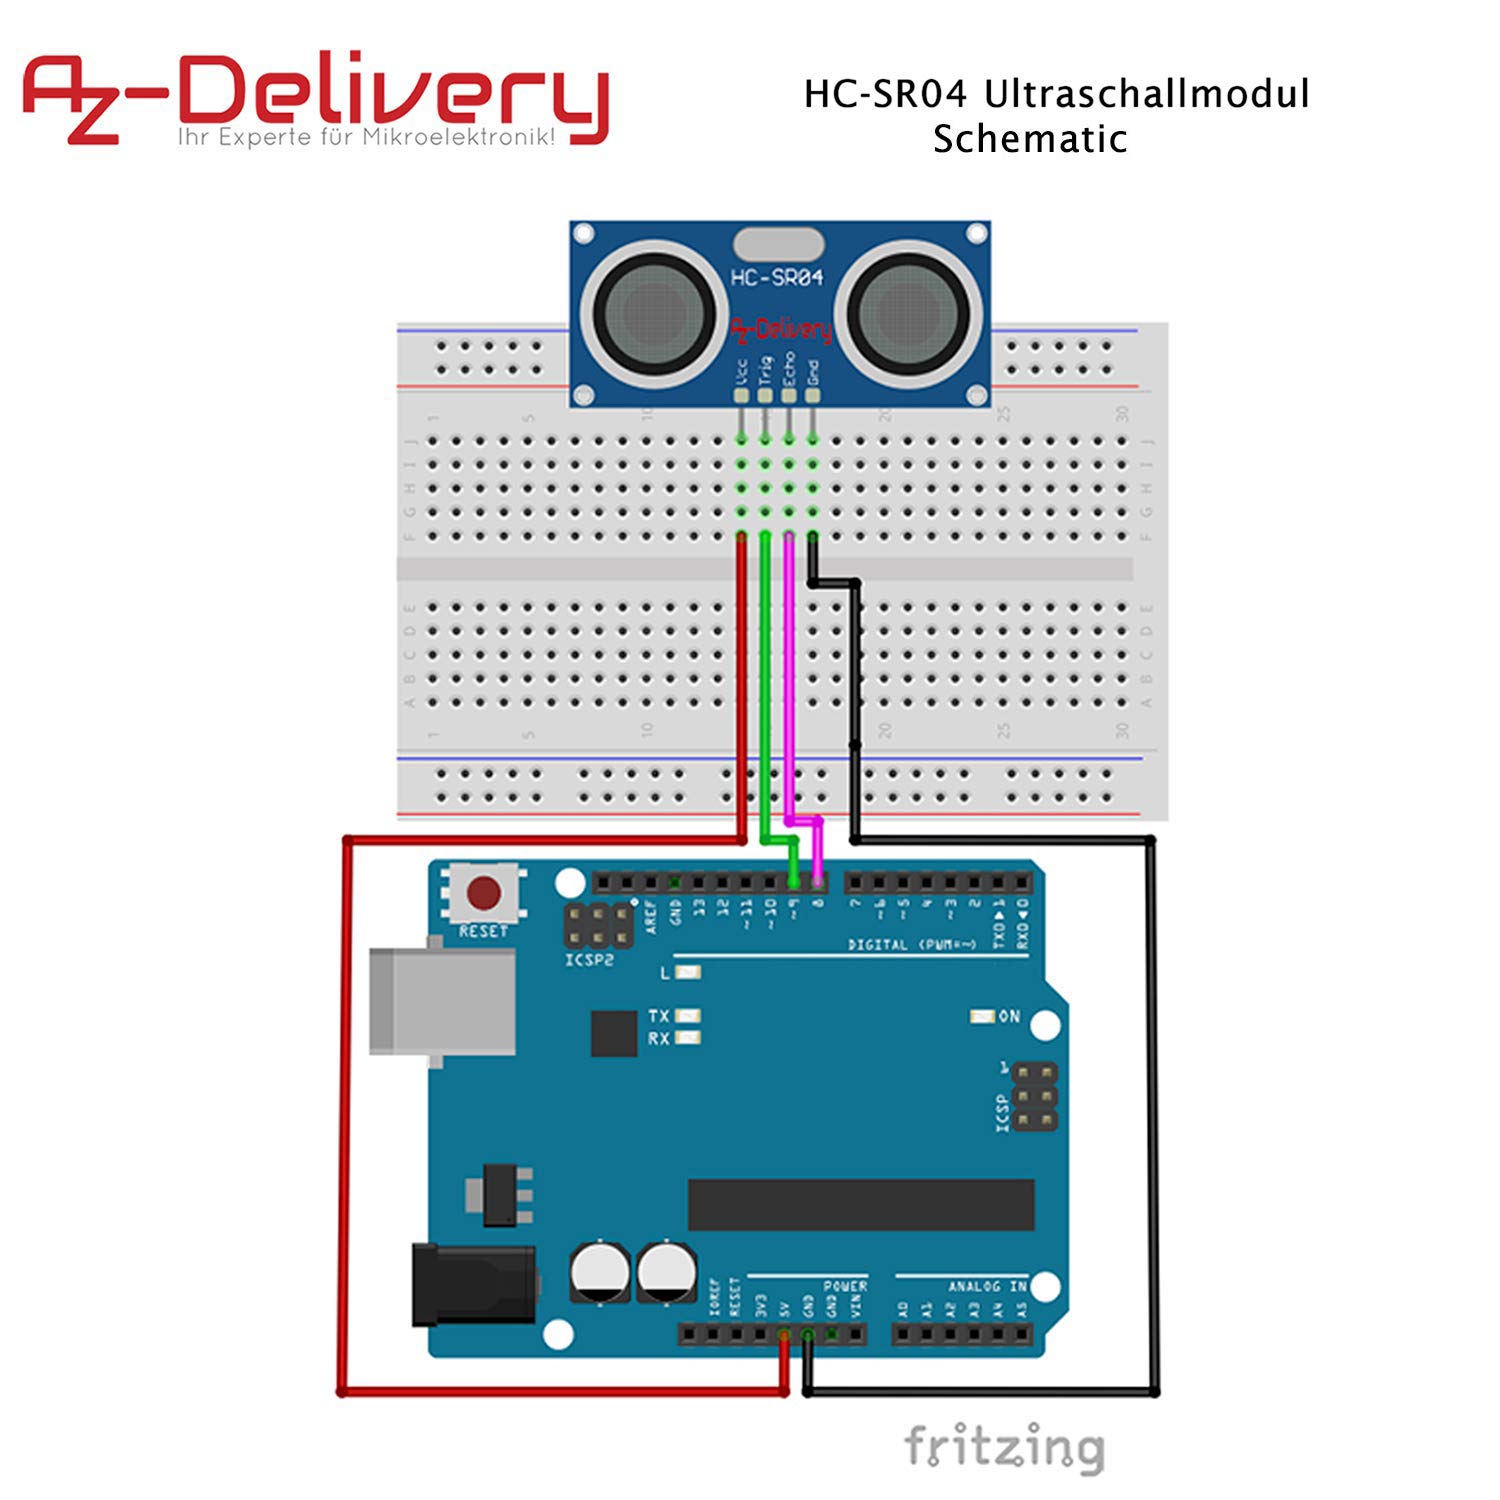 AZ-Delivery
Ihr Experte für Mikroelektronik!
HC-SR04 Ultraschallmodul
Schematic
HC-SR04
AZ-Delivery
Vcc Trig Echo Gnd
1 5 10 20 25 30
J J
I I
H H
G G
F F
E E
D D
C C
B B
A A
1 5 10 20 25 30
RESET
ICSP2
AREF GND 13 12 ~11 ~10 ~9 8 7 ~6 ~5 4 ~3 2 TXD▶1 RXD◀0
DIGITAL (PWM=~)
L
TX
RX
ON
1
ICSP
POWER
ANALOG IN
IOREF RESET 3V3 5V GND GND VIN A0 A1 A2 A3 A4 A5
fritzing